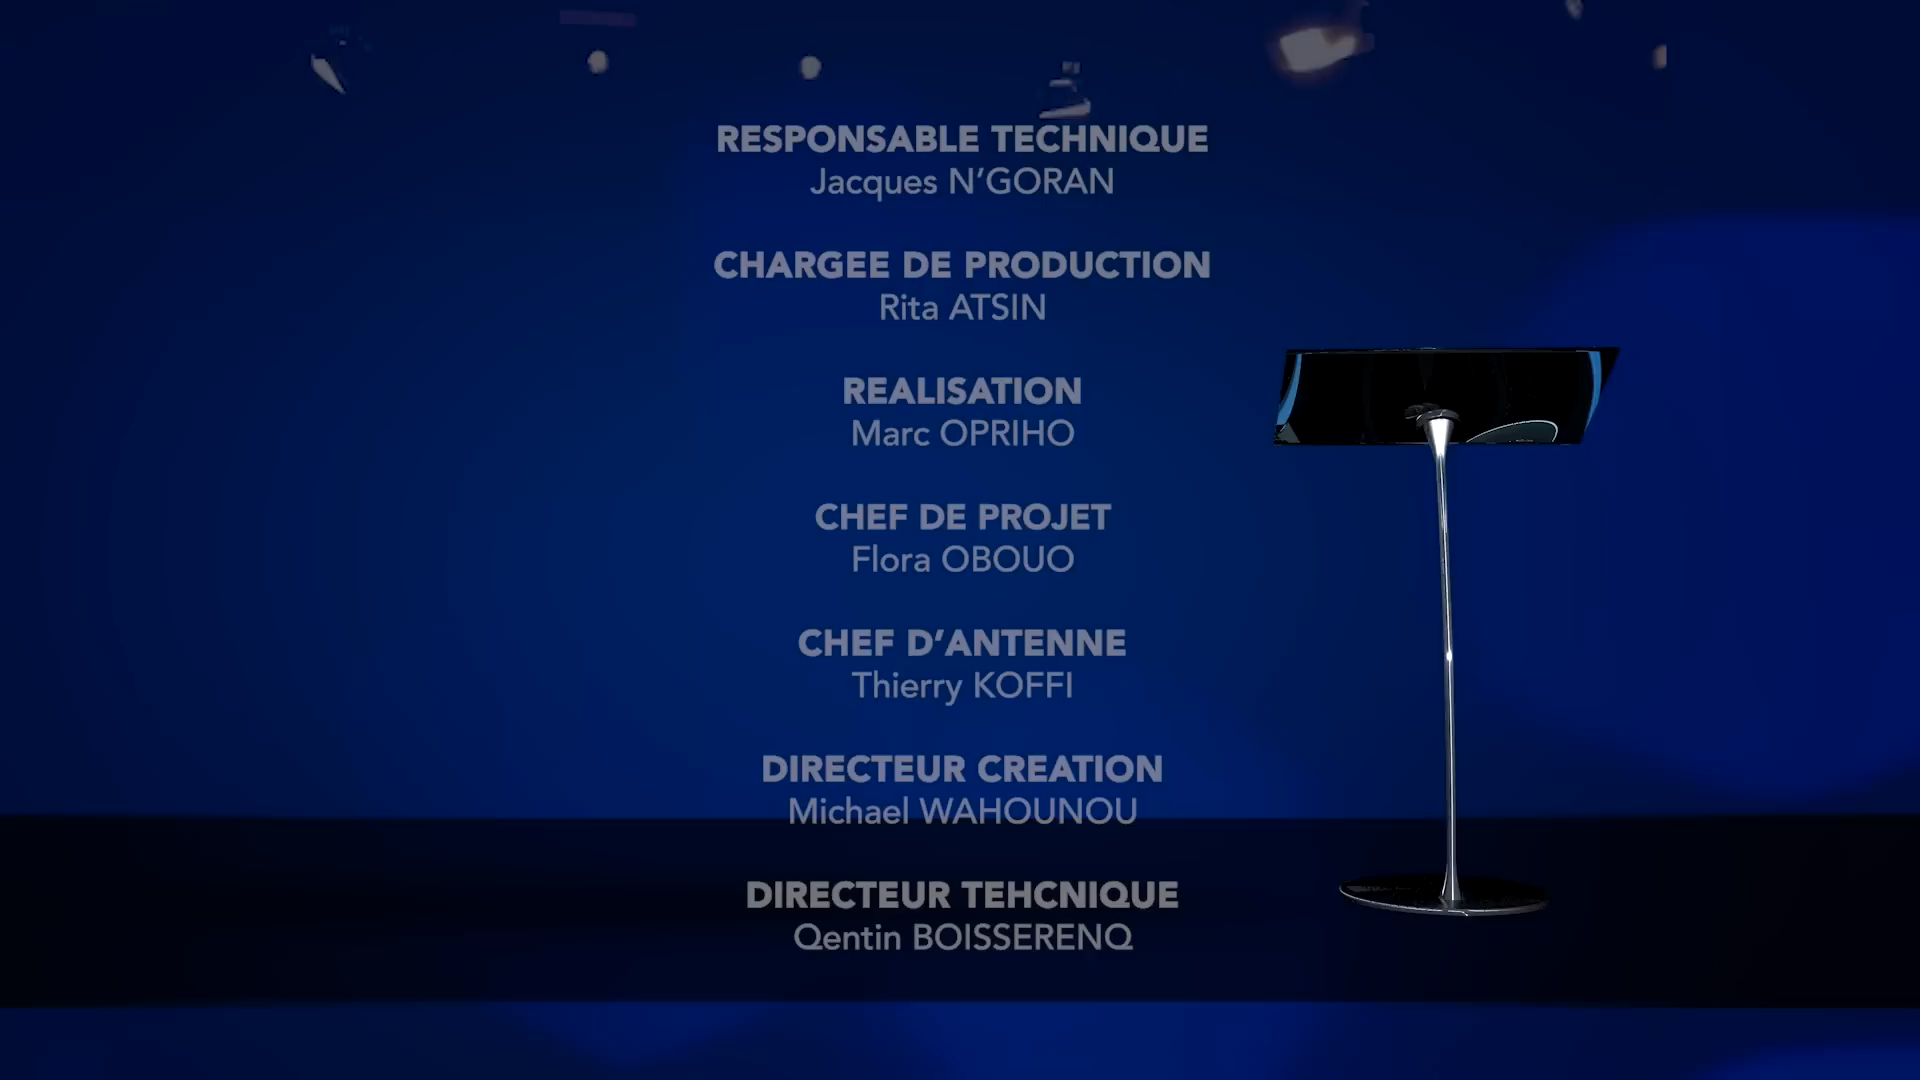 RESPONSABLE TECHNIQUE
Jacques N’GORAN
CHARGEE DE PRODUCTION
Rita ATSIN
REALISATION
Marc OPRIHO
CHEF DE PROJET
Flora OBOUO
CHEF D’ANTENNE
Thierry KOFFI
DIRECTEUR CREATION
Michael WAHOUNOU
DIRECTEUR TEHCNIQUE
Qentin BOISSERENQ